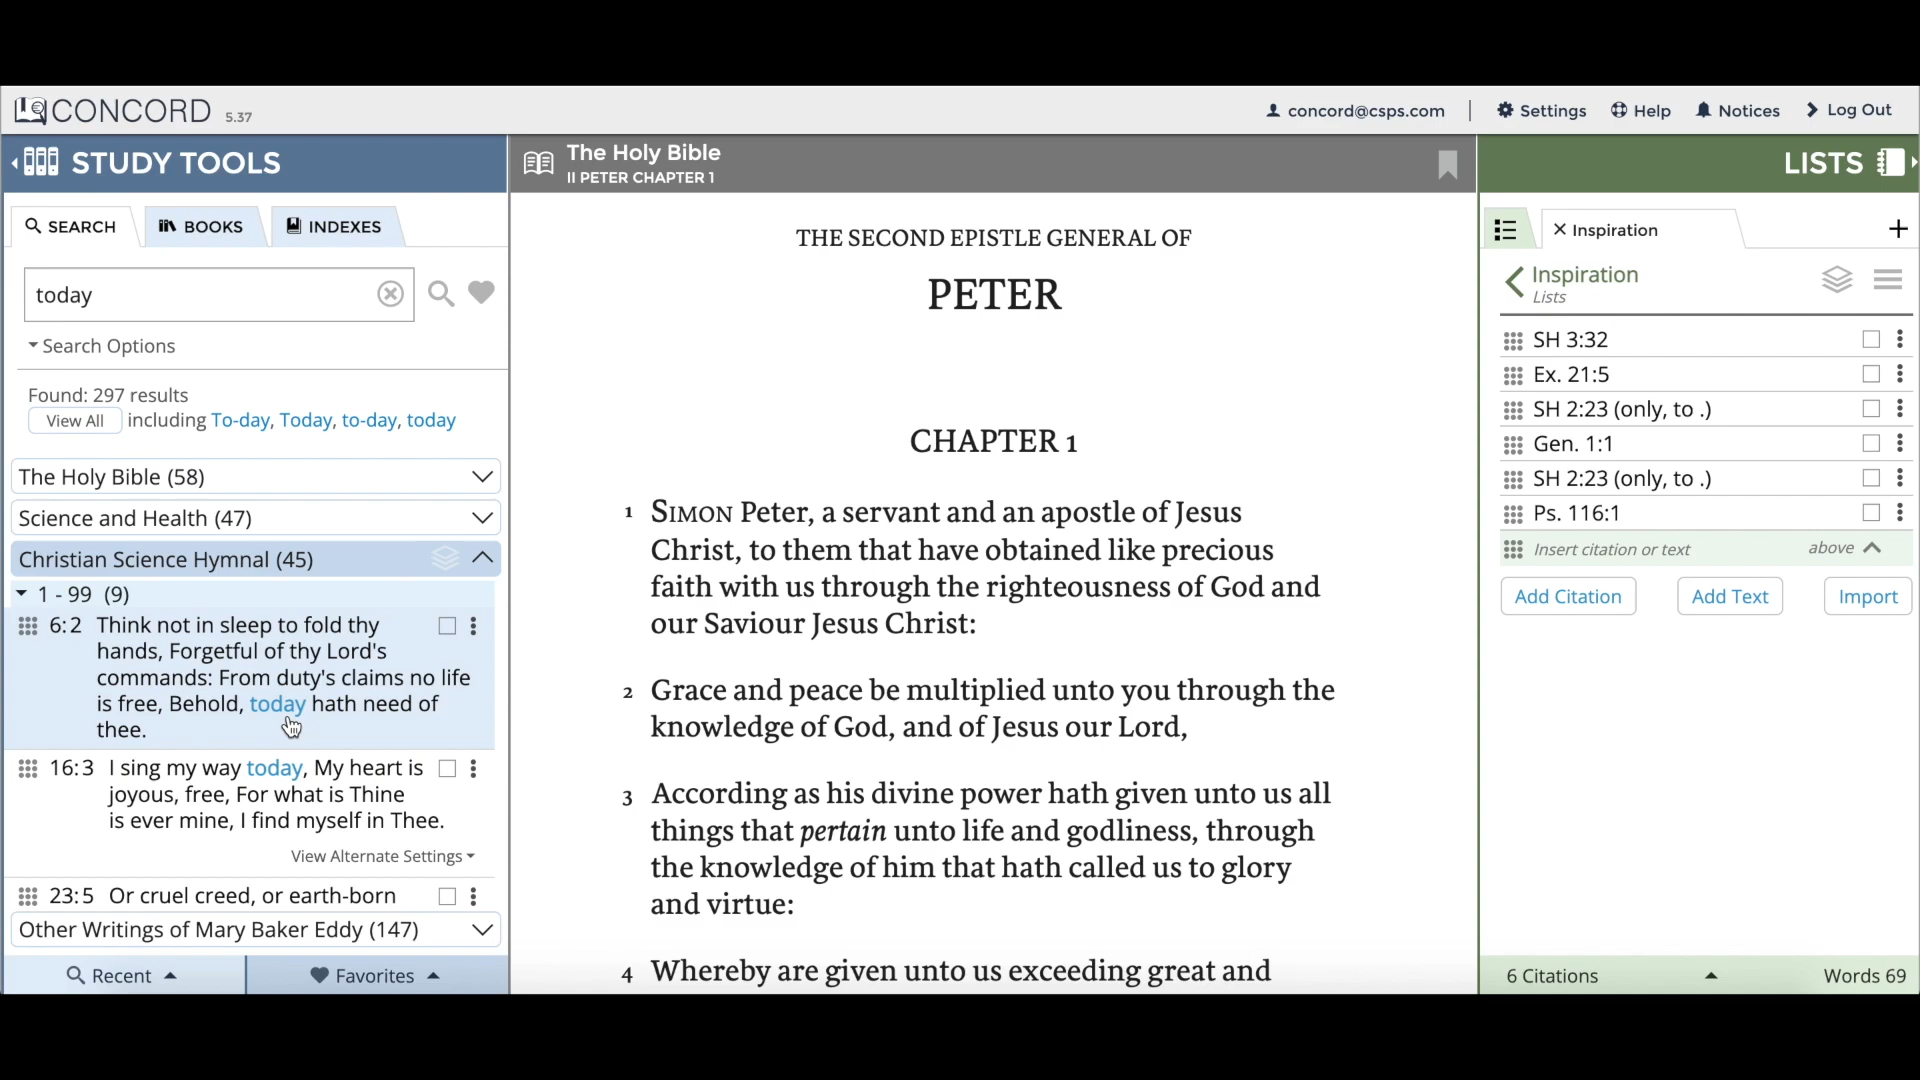 CONCORD 5.37
concord@csps.com | Settings Help Notices Log Out
STUDY TOOLS
SEARCH BOOKS INDEXES
today
Search Options
Found: 297 results
View All including To-day, Today, to-day, today
The Holy Bible (58)
Science and Health (47)
Christian Science Hymnal (45)
1 - 99 (9)
6:2 Think not in sleep to fold thy
hands, Forgetful of thy Lord's
commands: From duty's claims no life
is free, Behold, today hath need of
thee.
16:3 I sing my way today, My heart is
joyous, free, For what is Thine
is ever mine, I find myself in Thee.
View Alternate Settings
23:5 Or cruel creed, or earth-born
Other Writings of Mary Baker Eddy (147)
Recent Favorites
The Holy Bible
II PETER CHAPTER 1
THE SECOND EPISTLE GENERAL OF
PETER
CHAPTER 1
1 SIMON Peter, a servant and an apostle of Jesus
Christ, to them that have obtained like precious
faith with us through the righteousness of God and
our Saviour Jesus Christ:
2 Grace and peace be multiplied unto you through the
knowledge of God, and of Jesus our Lord,
3 According as his divine power hath given unto us all
things that pertain unto life and godliness, through
the knowledge of him that hath called us to glory
and virtue:
4 Whereby are given unto us exceeding great and
LISTS
Inspiration
Inspiration
Lists
SH 3:32
Ex. 21:5
SH 2:23 (only, to .)
Gen. 1:1
SH 2:23 (only, to .)
Ps. 116:1
Insert citation or text above
Add Citation Add Text Import
6 Citations Words 69